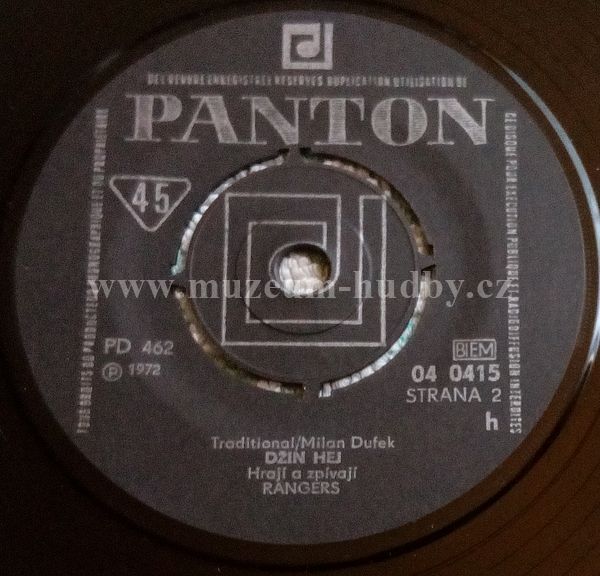 PANTON
45
www.muzeum-hudby.cz
PD 462
℗ 1972
BIEM
04 0415
STRANA 2
h
Traditional/Milan Dufek
DŽIN HEJ
Hrají a zpívají
RANGERS